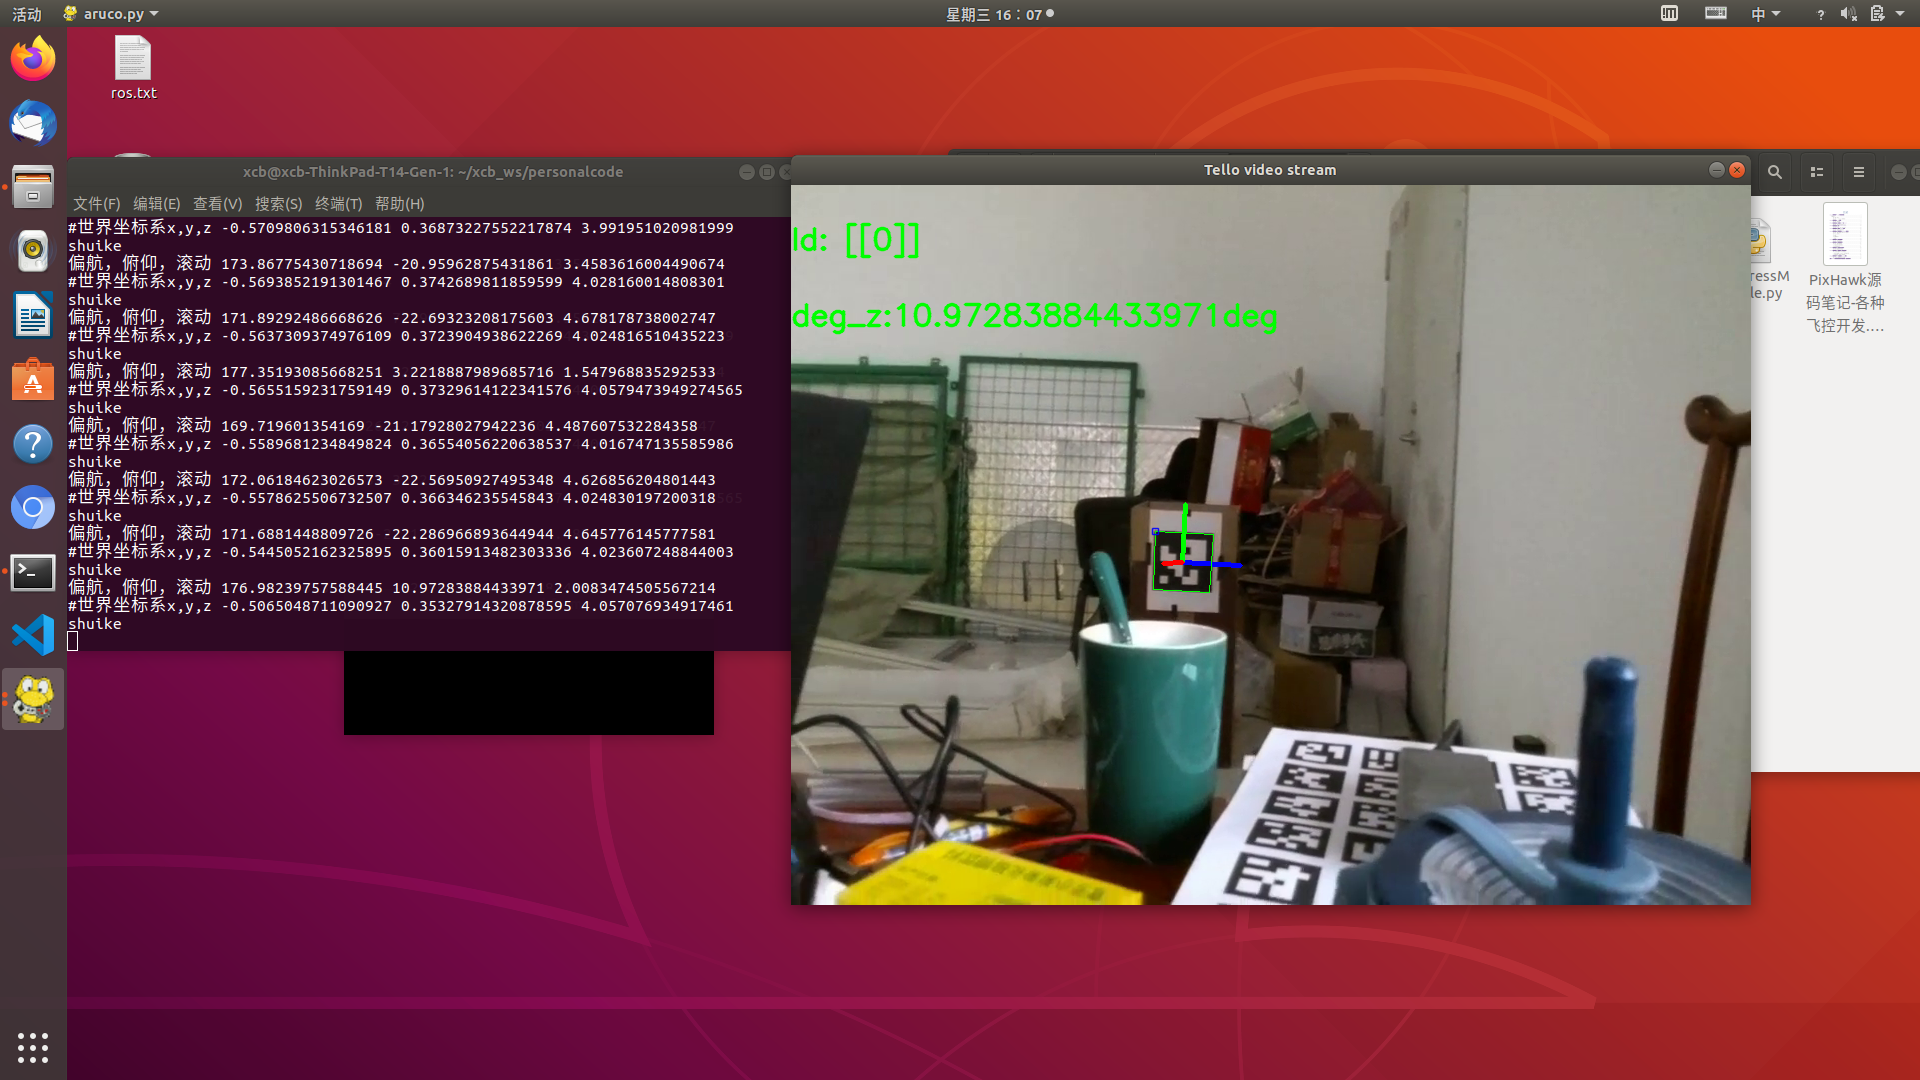 活动
aruco.py
星期三 16：07
中
ros.txt
xcb@xcb-ThinkPad-T14-Gen-1: ~/xcb_ws/personalcode
文件(F) 编辑(E) 查看(V) 搜索(S) 终端(T) 帮助(H)
#世界坐标系x,y,z -0.5709806315346181 0.36873227552217874 3.991951020981999
shuike
偏航，俯仰，滚动 173.86775430718694 -20.95962875431861 3.4583616004490674
#世界坐标系x,y,z -0.5693852191301467 0.3742689811859599 4.028160014808301
shuike
偏航，俯仰，滚动 171.89292486668626 -22.69323208175603 4.678178738002747
#世界坐标系x,y,z -0.5637309374976109 0.3723904938622269 4.024816510435223
shuike
偏航，俯仰，滚动 177.35193085668251 3.2218887989685716 1.547968835292533
#世界坐标系x,y,z -0.5655159231759149 0.37329614122341576 4.0579473949274565
shuike
偏航，俯仰，滚动 169.719601354169 -21.17928027942236 4.487607532284358
#世界坐标系x,y,z -0.5589681234849824 0.36554056220638537 4.016747135585986
shuike
偏航，俯仰，滚动 172.06184623026573 -22.56950927495348 4.626856204801443
#世界坐标系x,y,z -0.5578625506732507 0.366346235545843 4.024830197200318
shuike
偏航，俯仰，滚动 171.6881448809726 -22.286966893644944 4.6457761457777581
#世界坐标系x,y,z -0.5445052162325895 0.36015913482303336 4.023607248844003
shuike
偏航，俯仰，滚动 176.98239757588445 10.97283884433971 2.0083474505567214
#世界坐标系x,y,z -0.5065048711090927 0.35327914320878595 4.057076934917461
shuike
Tello video stream
Id: [[0]]
deg_z:10.97283884433971deg
ressM
le.py
PixHawk源
码笔记-各种
飞控开发.…